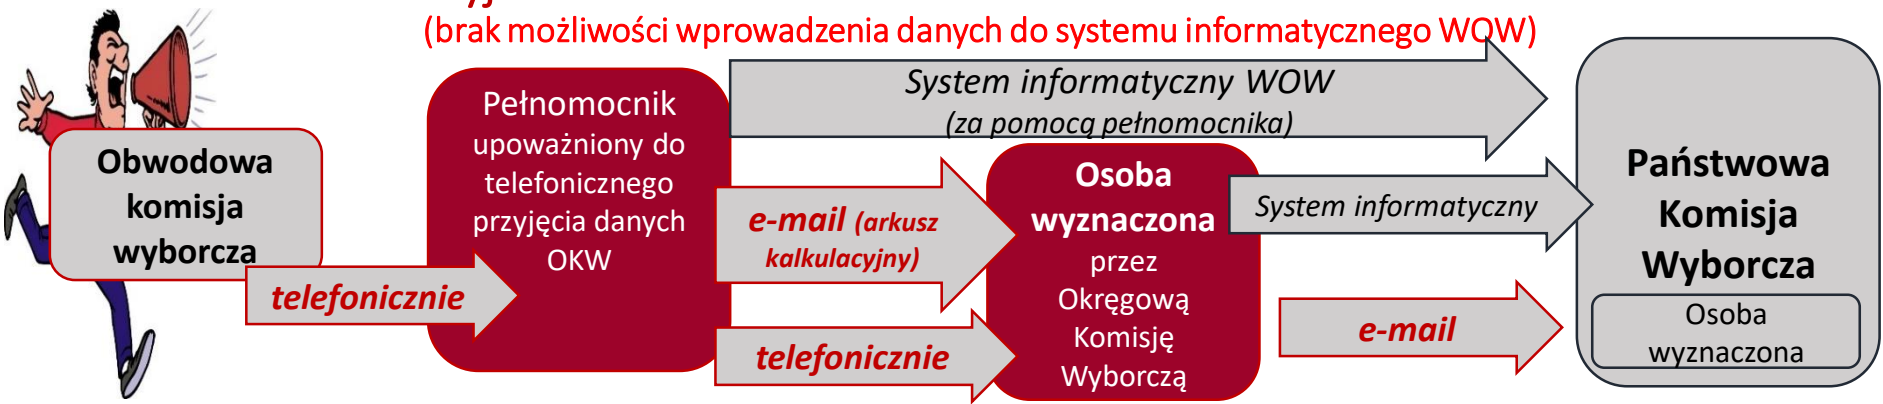 (brak możliwości wprowadzenia danych do systemu informatycznego WOW)
Obwodowa
komisja
wyborcza
telefonicznie
Pełnomocnik
upoważniony do
telefonicznego
przyjęcia danych
OKW
System informatyczny WOW
(za pomocą pełnomocnika)
e-mail (arkusz
kalkulacyjny)
telefonicznie
Osoba
wyznaczona
przez
Okręgową
Komisję
Wyborczą
System informatyczny
e-mail
Państwowa
Komisja
Wyborcza
Osoba
wyznaczona